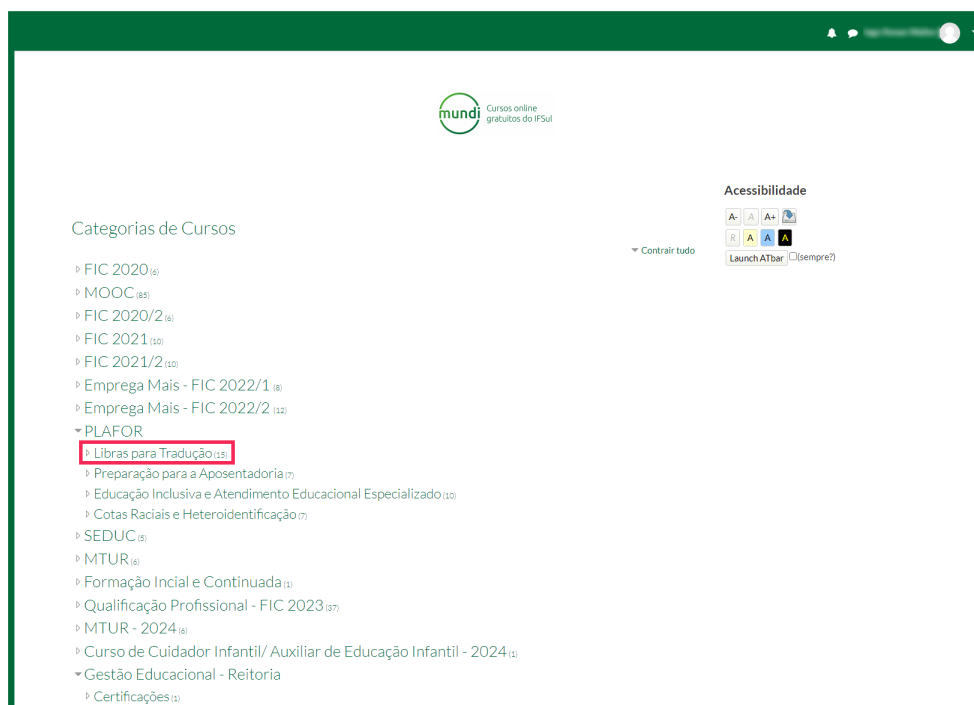 mundi
Cursos online
gratuitos do IFSul
Acessibilidade
A- A A+
R A A A
Launch ATbar (sempre?)
Categorias de Cursos
Contrair tudo
FIC 2020 (6)
MOOC (85)
FIC 2020/2 (6)
FIC 2021 (10)
FIC 2021/2 (10)
Emprega Mais - FIC 2022/1 (8)
Emprega Mais - FIC 2022/2 (12)
PLAFOR
Libras para Tradução (15)
Preparação para a Aposentadoria (7)
Educação Inclusiva e Atendimento Educacional Especializado (10)
Cotas Raciais e Heteroidentificação (7)
SEDUC (5)
MTUR (6)
Formação Incial e Continuada (1)
Qualificação Profissional - FIC 2023 (37)
MTUR - 2024 (6)
Curso de Cuidador Infantil/ Auxiliar de Educação Infantil - 2024 (1)
Gestão Educacional - Reitoria
Certificações (1)